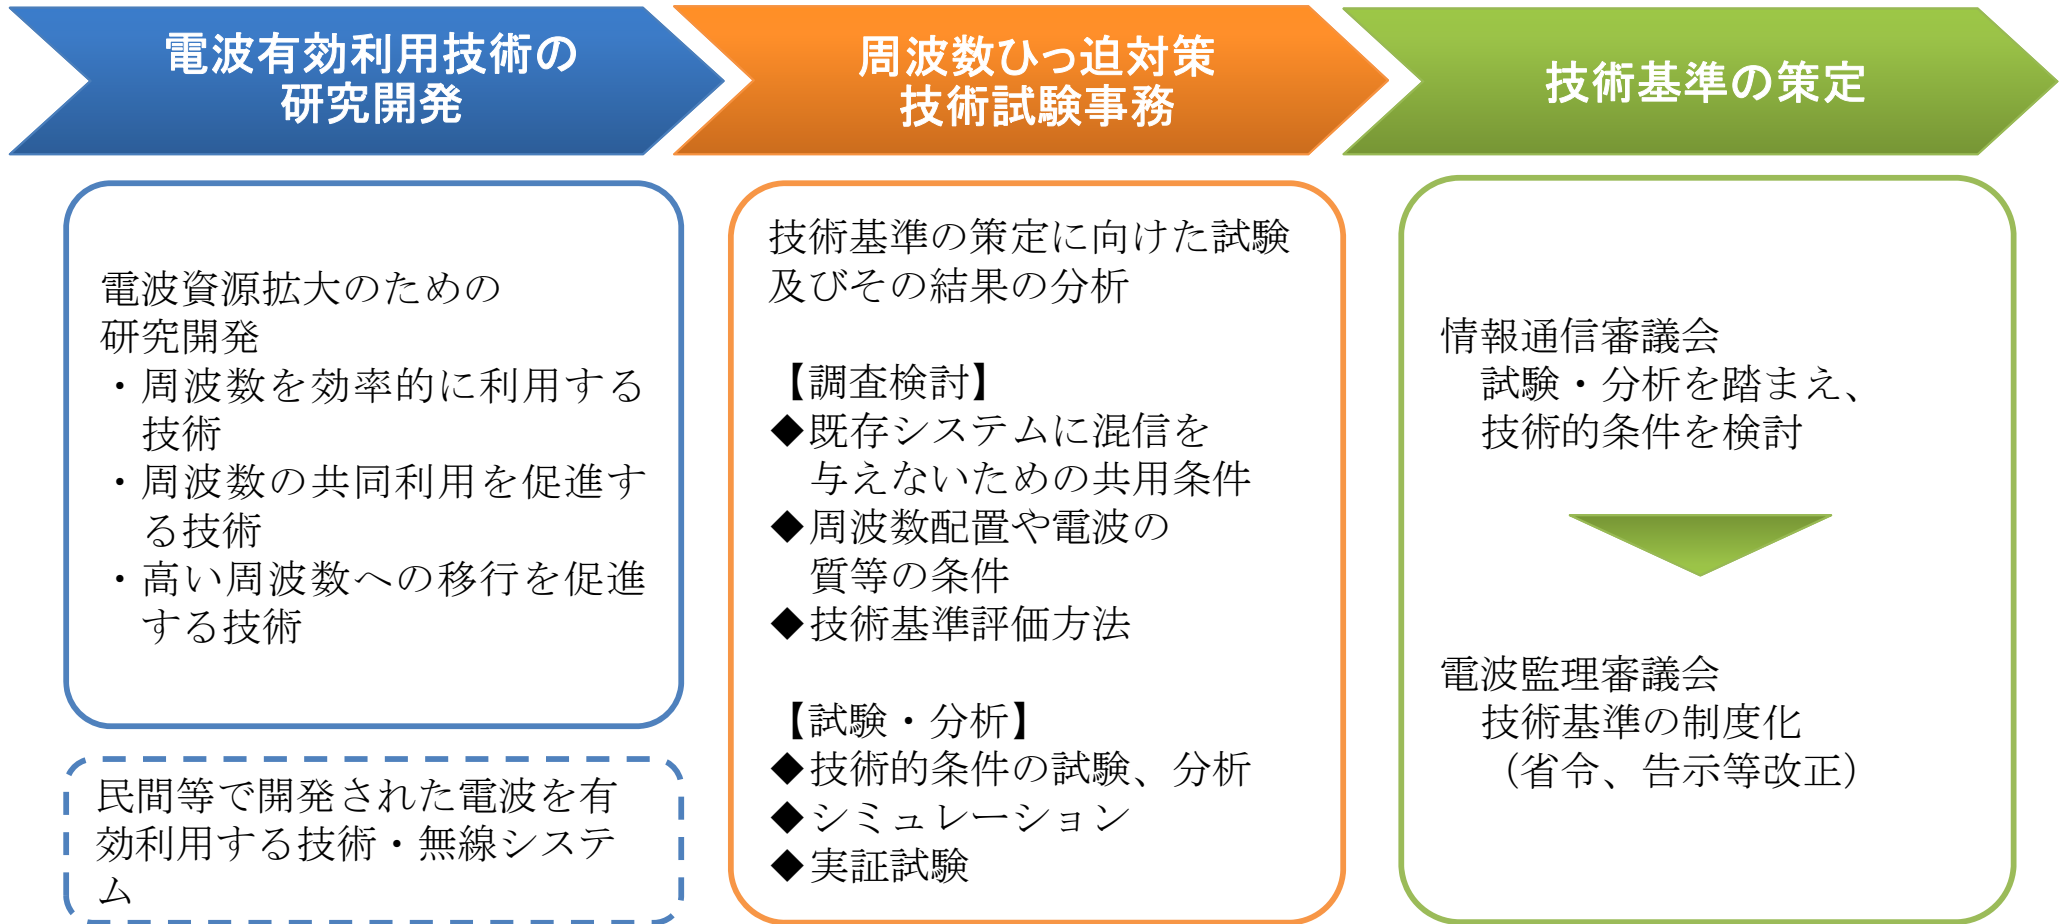 電波有効利用技術の
研究開発
周波数ひっ迫対策
技術試験事務
技術基準の策定
電波資源拡大のための
研究開発
・周波数を効率的に利用する
技術
・周波数の共同利用を促進す
る技術
・高い周波数への移行を促進
する技術
民間等で開発された電波を有
効利用する技術・無線システ
ム
技術基準の策定に向けた試験
及びその結果の分析
【調査検討】
◆既存システムに混信を
与えないための共用条件
◆周波数配置や電波の
質等の条件
◆技術基準評価方法
【試験・分析】
◆技術的条件の試験、分析
◆シミュレーション
◆実証試験
情報通信審議会
試験・分析を踏まえ、
技術的条件を検討
電波監理審議会
技術基準の制度化
（省令、告示等改正）